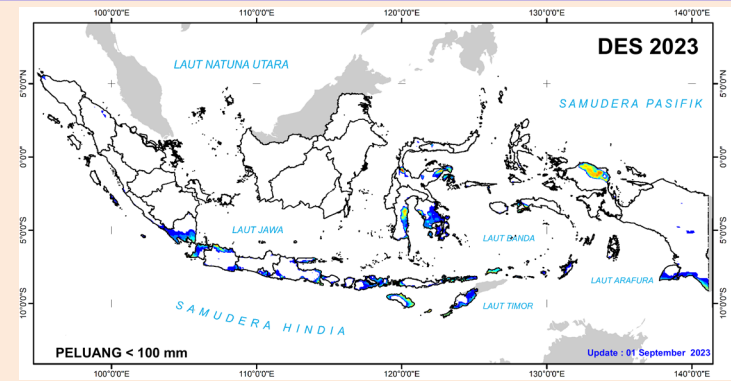 100°0'0"E 110°0'0"E 120°0'0"E 130°0'0"E 140°0'0"E
DES 2023
LAUT NATUNA UTARA
5°0'0"N 5°0'0"N
SAMUDERA PASIFIK
0°0'0" 0°0'0"
LAUT JAWA
LAUT BANDA
5°0'0"S 5°0'0"S
LAUT ARAFURA
LAUT TIMOR
10°0'0"S 10°0'0"S
SAMUDERA HINDIA
PELUANG < 100 mm
Update : 01 September 2023
100°0'0"E 110°0'0"E 120°0'0"E 130°0'0"E 140°0'0"E